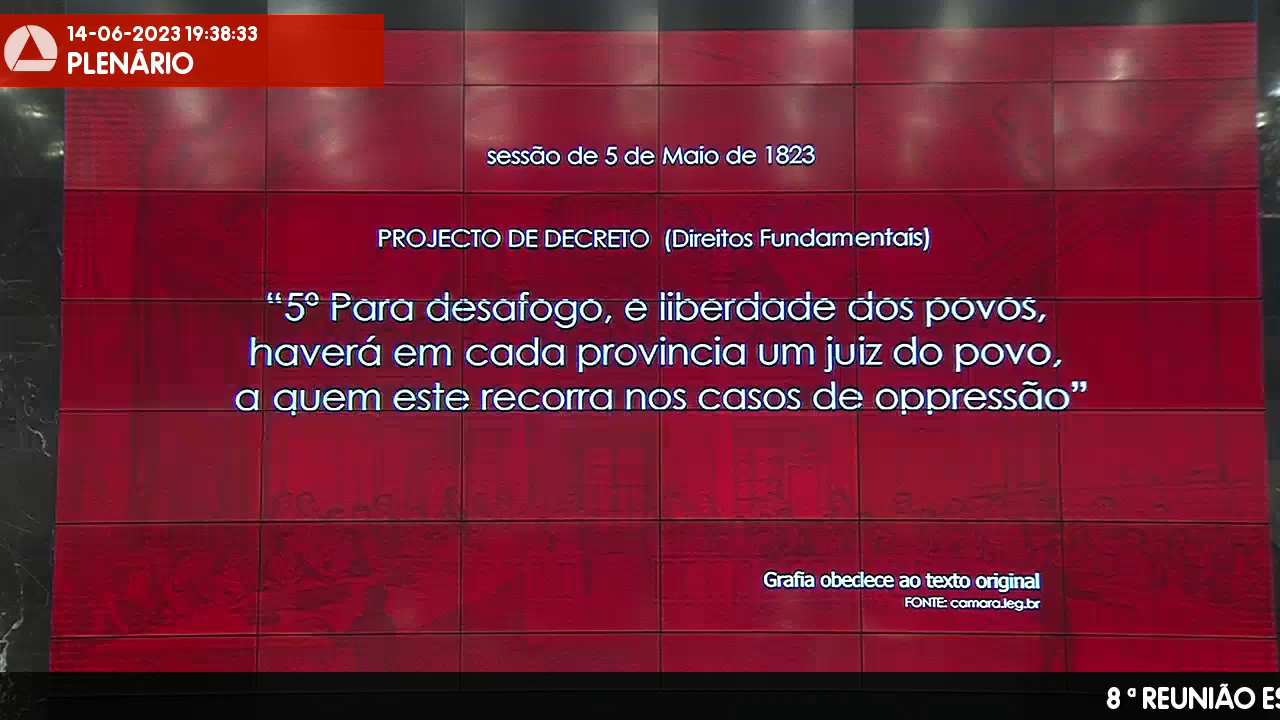 14-06-2023 19:38:33
PLENÁRIO
sessão de 5 de Maio de 1823
PROJECTO DE DECRETO (Direitos Fundamentais)
“5º Para desafogo, e liberdade dos povos,
haverá em cada provincia um juiz do povo,
a quem este recorra nos casos de oppressão”
Grafia obedece ao texto original
FONTE: camara.leg.br
8 ª REUNIÃO ES